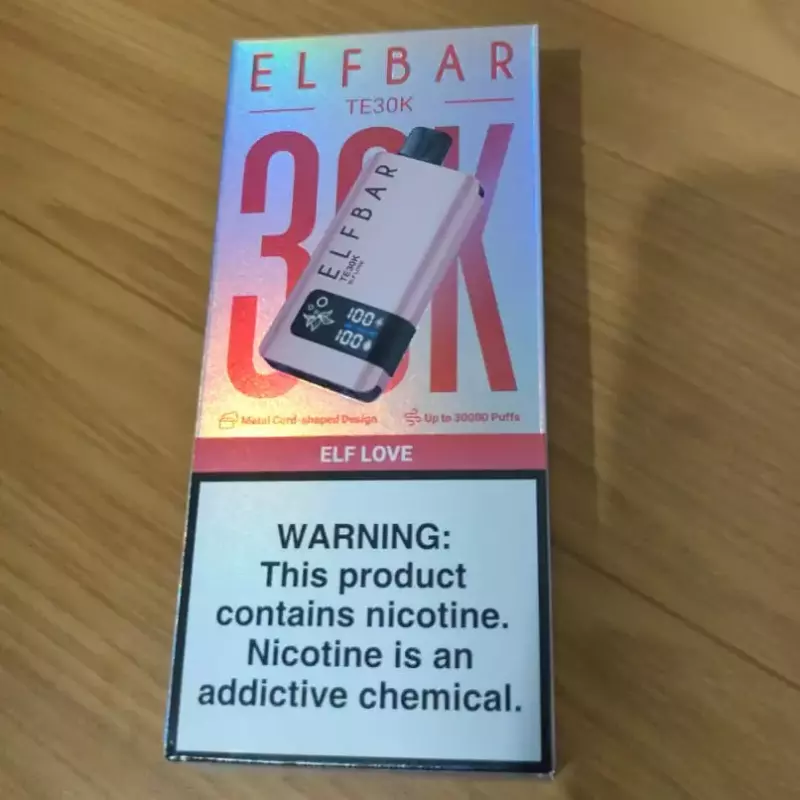 ELFBAR
TE30K
30K
ELFBAR
TE30K
100
100
Metal Card-shaped Design
Up to 30000 Puffs
ELF LOVE
WARNING:
This product
contains nicotine.
Nicotine is an
addictive chemical.